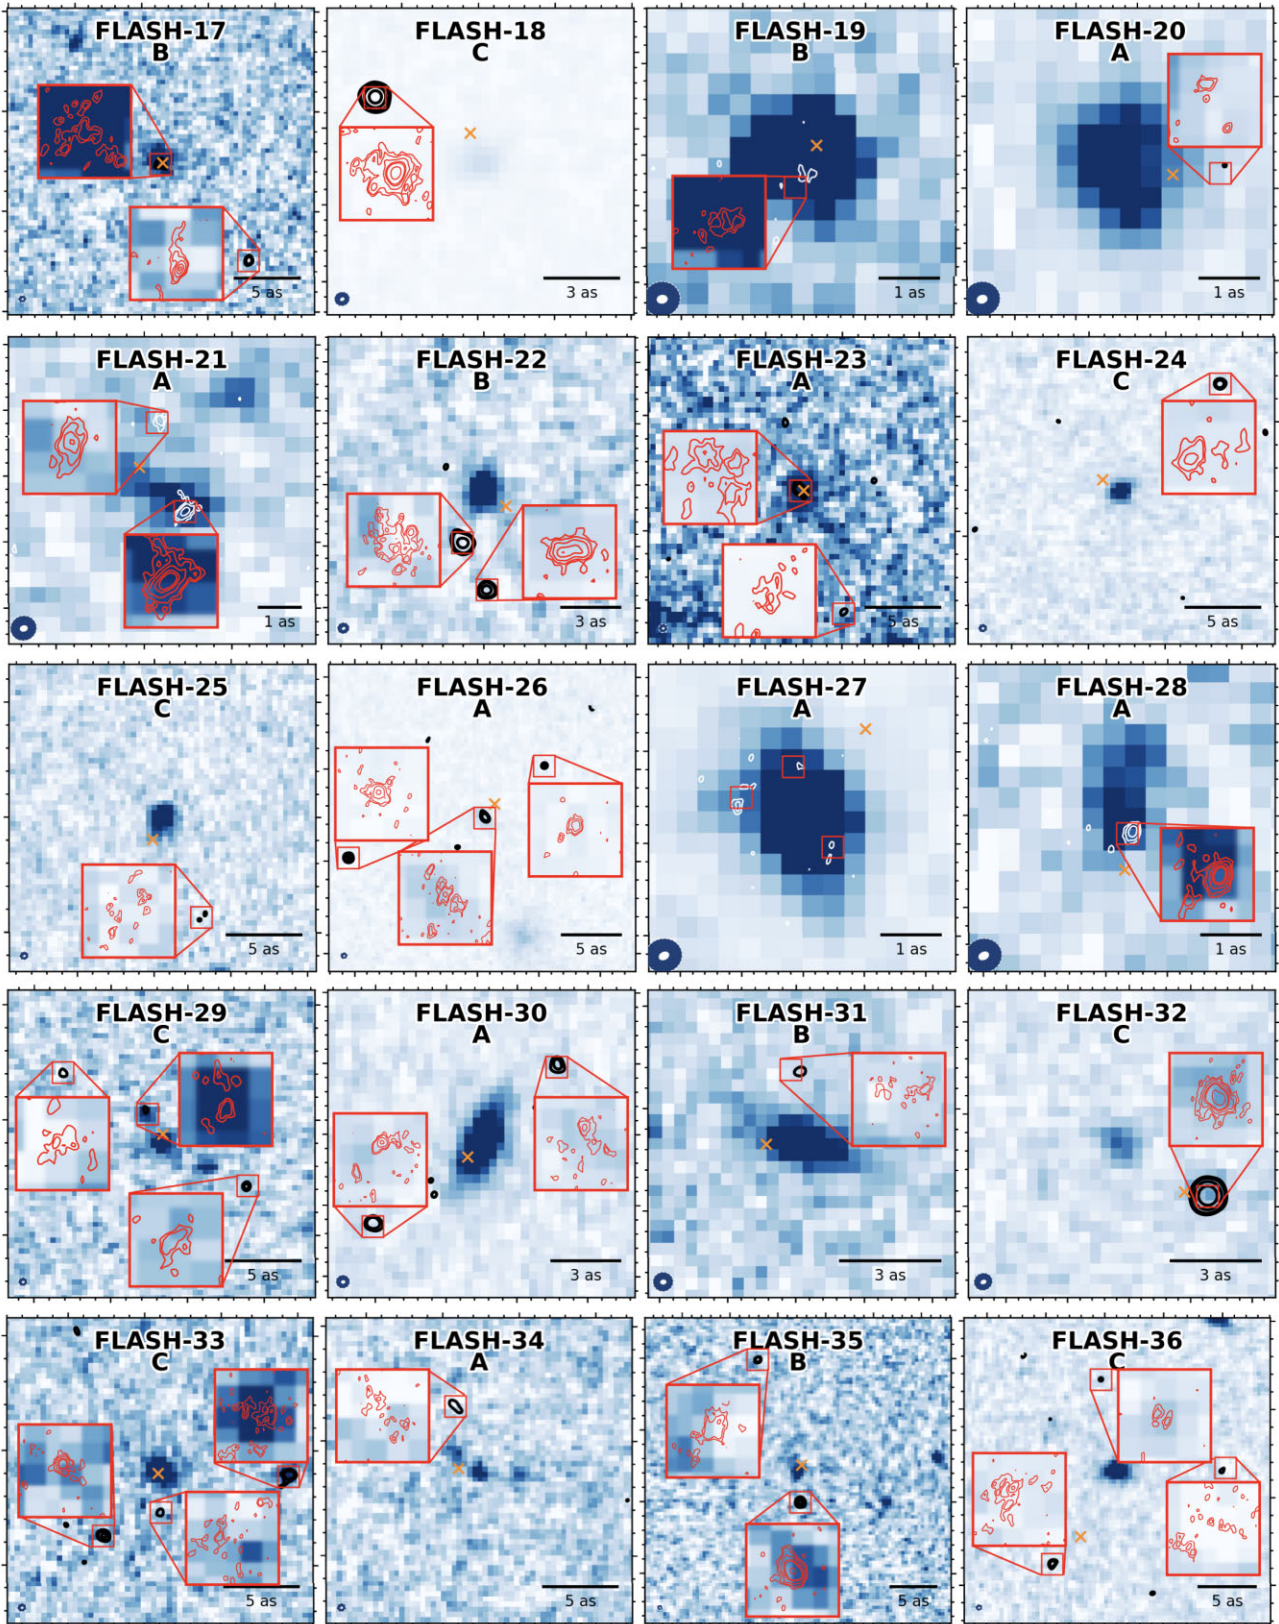 FLASH-17
B
5 as
FLASH-18
C
3 as
FLASH-19
B
1 as
FLASH-20
A
1 as
FLASH-21
A
1 as
FLASH-22
B
3 as
FLASH-23
A
5 as
FLASH-24
C
5 as
FLASH-25
C
5 as
FLASH-26
A
5 as
FLASH-27
A
1 as
FLASH-28
A
1 as
FLASH-29
C
5 as
FLASH-30
A
3 as
FLASH-31
B
3 as
FLASH-32
C
3 as
FLASH-33
C
5 as
FLASH-34
A
5 as
FLASH-35
B
5 as
FLASH-36
C
5 as